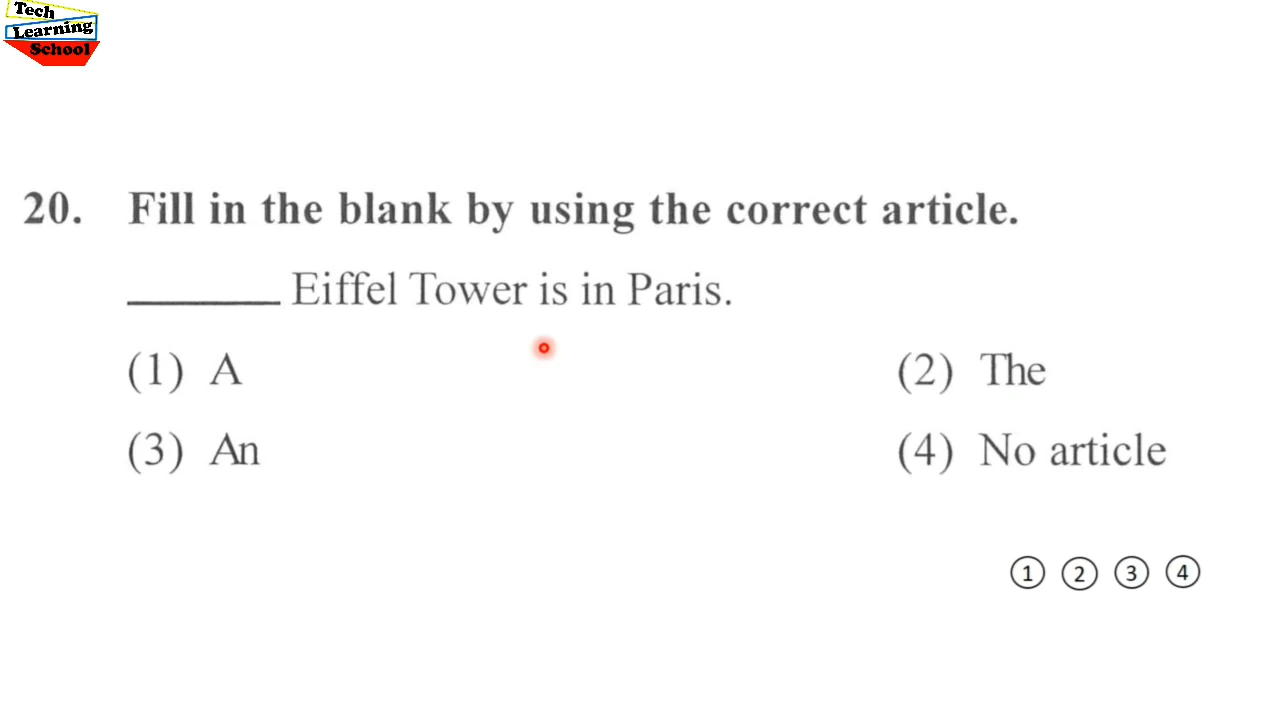 Tech
Learning
School
20. Fill in the blank by using the correct article.
______ Eiffel Tower is in Paris.
(1) A (2) The
(3) An (4) No article
1 2 3 4